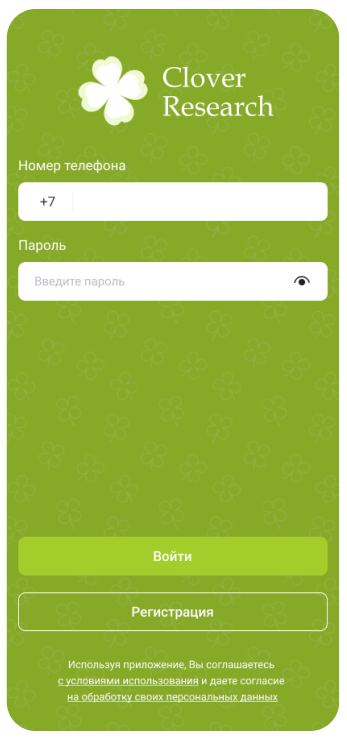 Clover
Research
Номер телефона
+7
Пароль
Введите пароль
Войти
Регистрация
Используя приложение, Вы соглашаетесь
с условиями использования и даете согласие
на обработку своих персональных данных